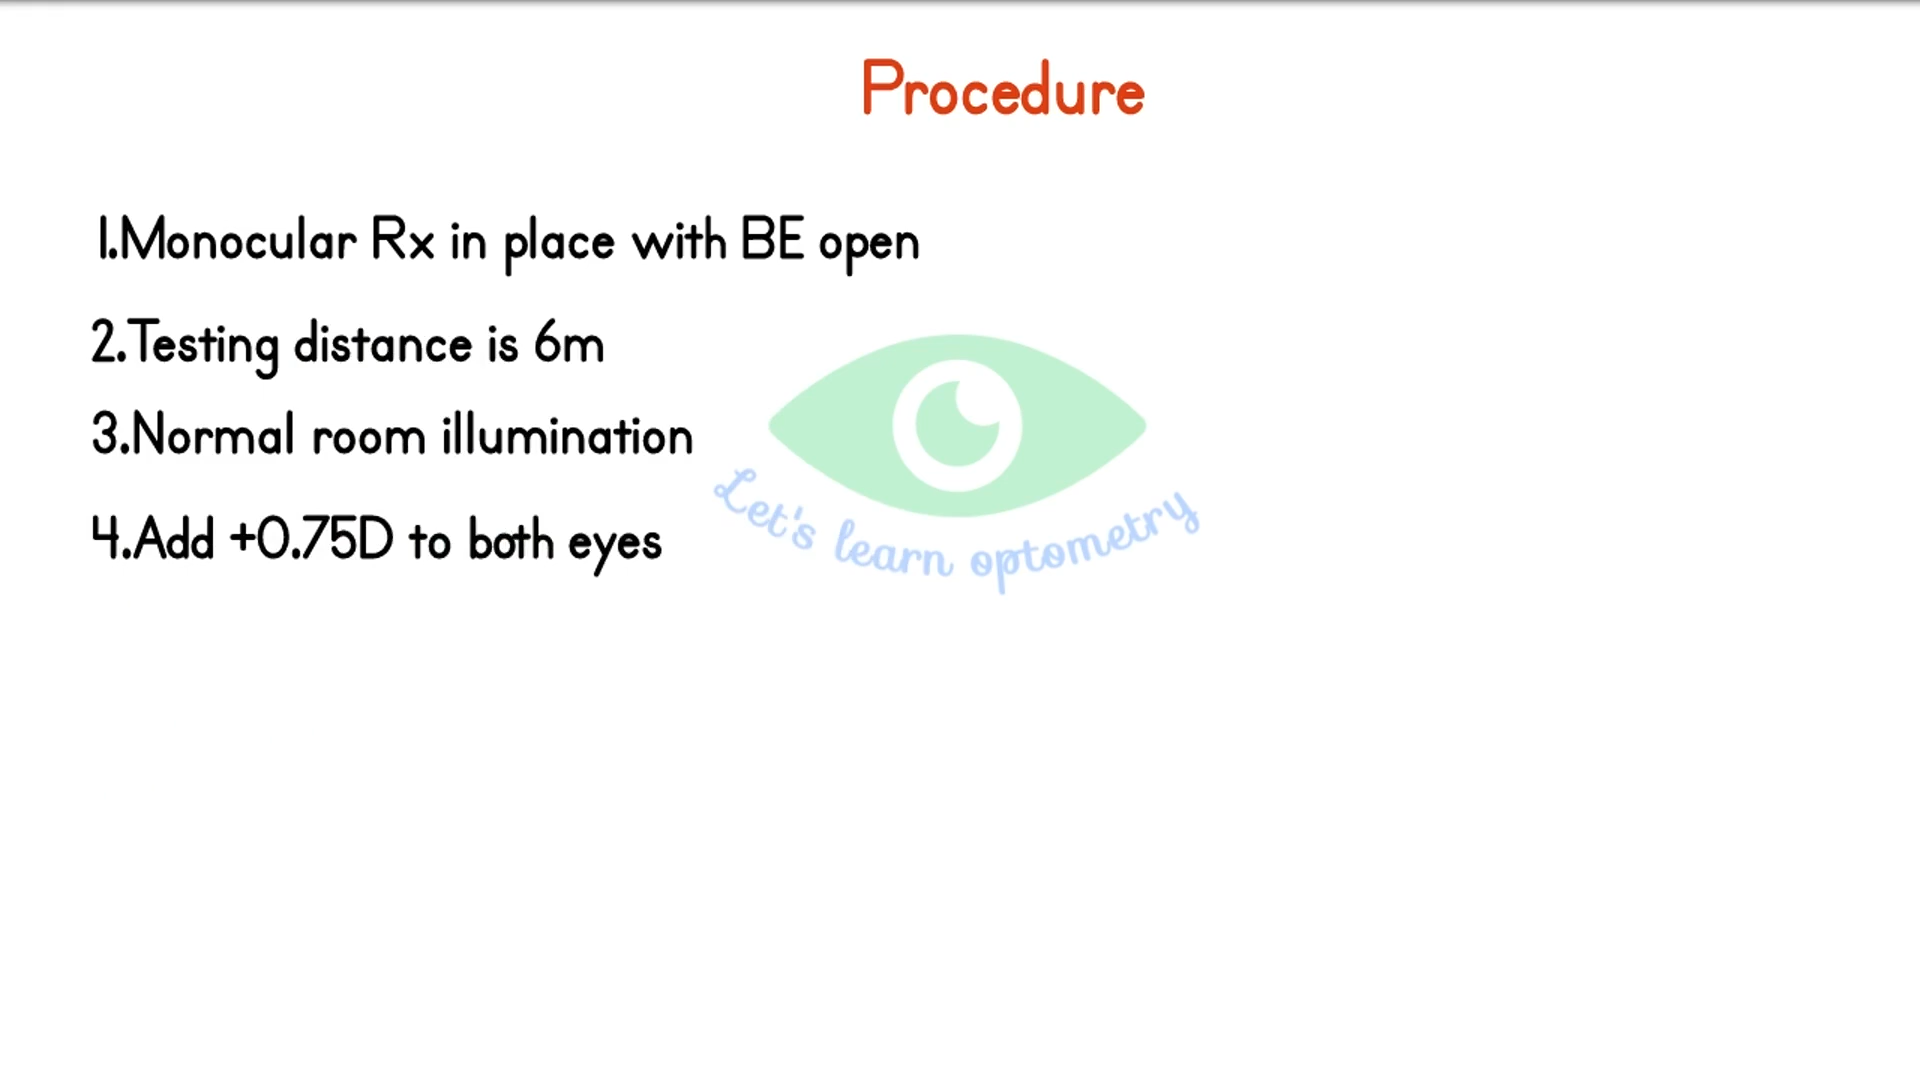 Procedure
1.Monocular Rx in place with BE open
2.Testing distance is 6m
3.Normal room illumination
4.Add +0.75D to both eyes
Let's learn optometry